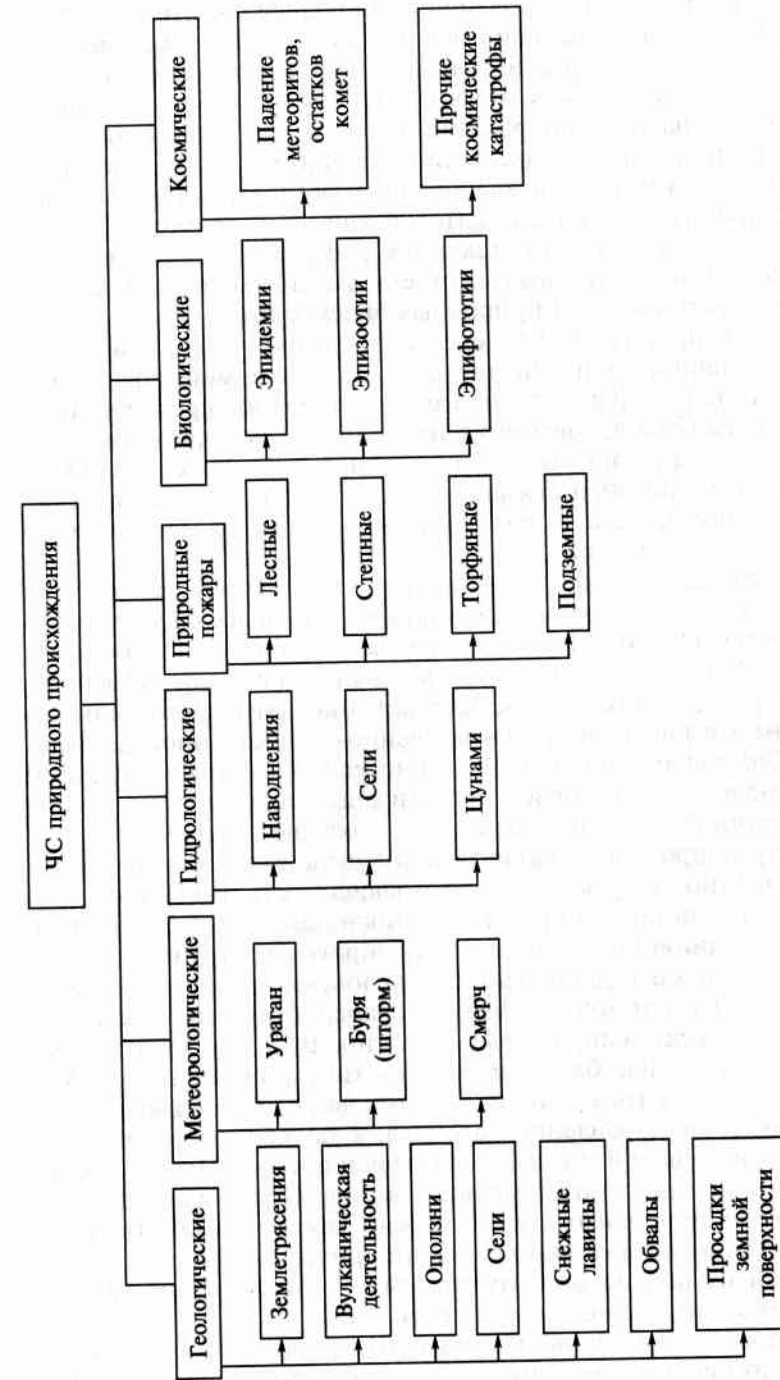 ЧС природного происхождения
Геологические
Землетрясения
Вулканическая
деятельность
Оползни
Сели
Снежные
лавины
Обвалы
Просадки
земной
поверхности
Метеорологические
Ураган
Буря
(шторм)
Смерч
Гидрологические
Наводнения
Сели
Цунами
Природные
пожары
Лесные
Степные
Торфяные
Подземные
Биологические
Эпидемии
Эпизоотии
Эпифототии
Космические
Падение
метеоритов,
остатков
комет
Прочие
космические
катастрофы